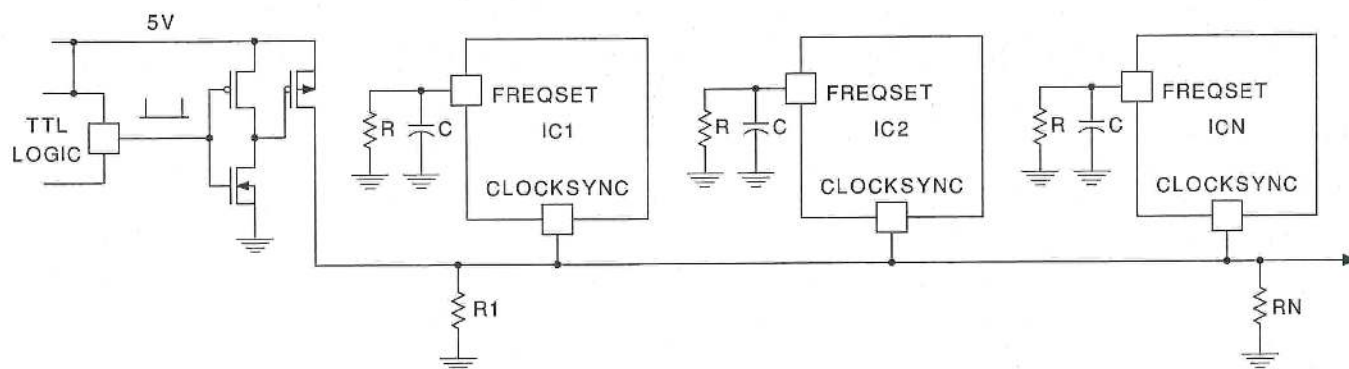 5V
TTL
LOGIC
R
C
FREQSET
IC1
CLOCKSYNC
R
C
FREQSET
IC2
CLOCKSYNC
R
C
FREQSET
ICN
CLOCKSYNC
R1
RN